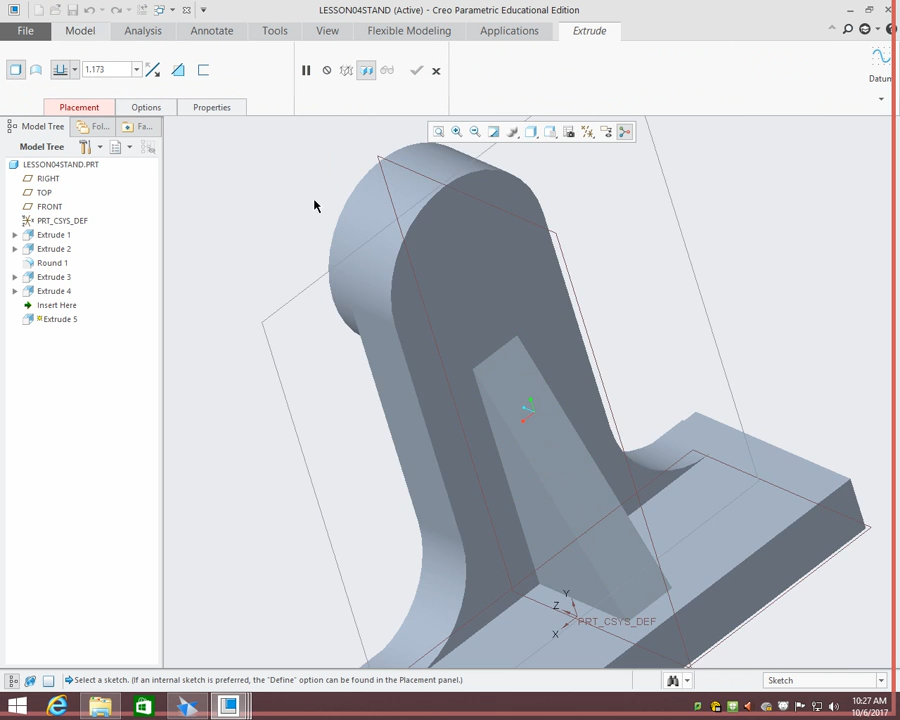 LESSON04STAND (Active) - Creo Parametric Educational Edition
File Model Analysis Annotate Tools View Flexible Modeling Applications Extrude
1.173
Datum
Placement Options Properties
Model Tree Fol... Fa...
Model Tree
LESSON04STAND.PRT
RIGHT
TOP
FRONT
PRT_CSYS_DEF
Extrude 1
Extrude 2
Round 1
Extrude 3
Extrude 4
Insert Here
Extrude 5
Y
Z
X
PRT_CSYS_DEF
Select a sketch. (If an internal sketch is preferred, the "Define" option can be found in the Placement panel.)
Sketch
10:27 AM
10/6/2017